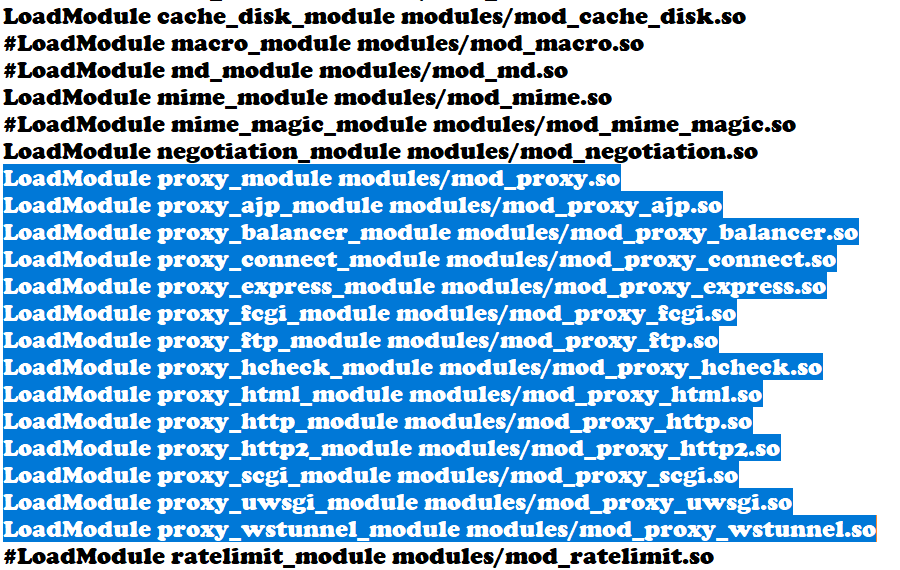 LoadModule cache_disk_module modules/mod_cache_disk.so
#LoadModule macro_module modules/mod_macro.so
#LoadModule md_module modules/mod_md.so
LoadModule mime_module modules/mod_mime.so
#LoadModule mime_magic_module modules/mod_mime_magic.so
LoadModule negotiation_module modules/mod_negotiation.so
LoadModule proxy_module modules/mod_proxy.so
LoadModule proxy_ajp_module modules/mod_proxy_ajp.so
LoadModule proxy_balancer_module modules/mod_proxy_balancer.so
LoadModule proxy_connect_module modules/mod_proxy_connect.so
LoadModule proxy_express_module modules/mod_proxy_express.so
LoadModule proxy_fcgi_module modules/mod_proxy_fcgi.so
LoadModule proxy_ftp_module modules/mod_proxy_ftp.so
LoadModule proxy_hcheck_module modules/mod_proxy_hcheck.so
LoadModule proxy_html_module modules/mod_proxy_html.so
LoadModule proxy_http_module modules/mod_proxy_http.so
LoadModule proxy_http2_module modules/mod_proxy_http2.so
LoadModule proxy_scgi_module modules/mod_proxy_scgi.so
LoadModule proxy_uwsgi_module modules/mod_proxy_uwsgi.so
LoadModule proxy_wstunnel_module modules/mod_proxy_wstunnel.so
#LoadModule ratelimit_module modules/mod_ratelimit.so